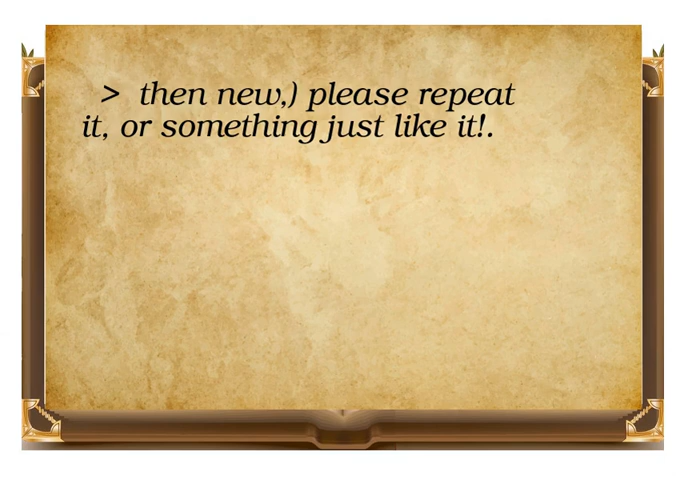 > then new,) please repeat
it, or something just like it!.